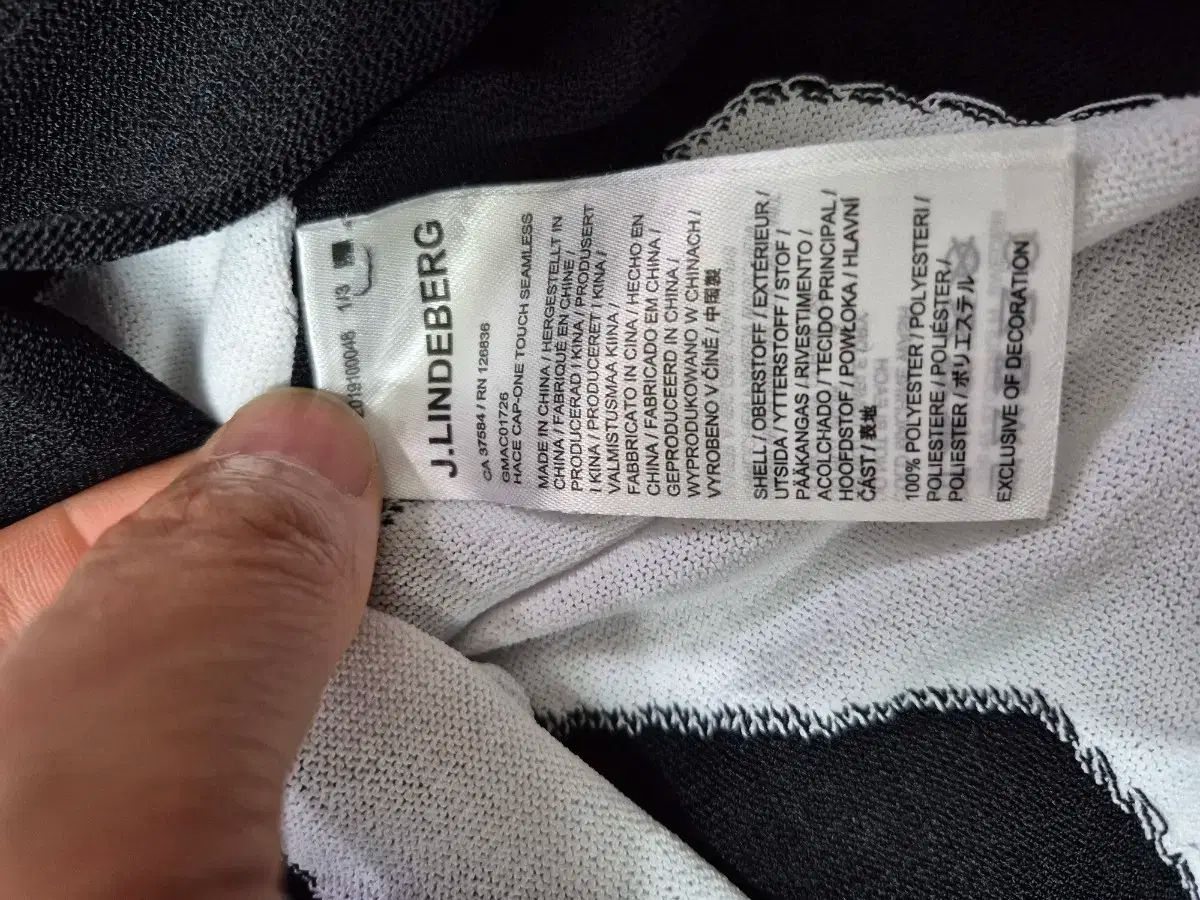 1/3
J.LINDEBERG
CA 37584 / RN 126836
GMAC01726
HACE CAP-ONE TOUCH SEAMLESS
MADE IN CHINA / HERGESTELLT IN
CHINA / FABRIQUÉ EN CHINE /
PRODUCERAD I KINA / PRODUSERT
I KINA / PRODUCERET I KINA /
VALMISTUSMAA KIINA /
FABBRICATO IN CINA / HECHO EN
CHINA / FABRICADO EM CHINA /
GEPRODUCEERD IN CHINA /
WYPRODUKOWANO W CHINACH /
VYROBENO V ČÍNĚ / 中国製
SHELL / OBERSTOFF / EXTÉRIEUR /
UTSIDA / YTTERSTOFF / STOF /
PÄÄKANGAS / RIVESTIMENTO /
ACOLCHADO / TECIDO PRINCIPAL /
HOOFDSTOF / POWŁOKA / HLAVNÍ
ČÁST / 表地
100% POLYESTER / POLYESTERI /
POLIESTERE / POLIÉSTER /
POLIESTER / ポリエステル
EXCLUSIVE OF DECORATION